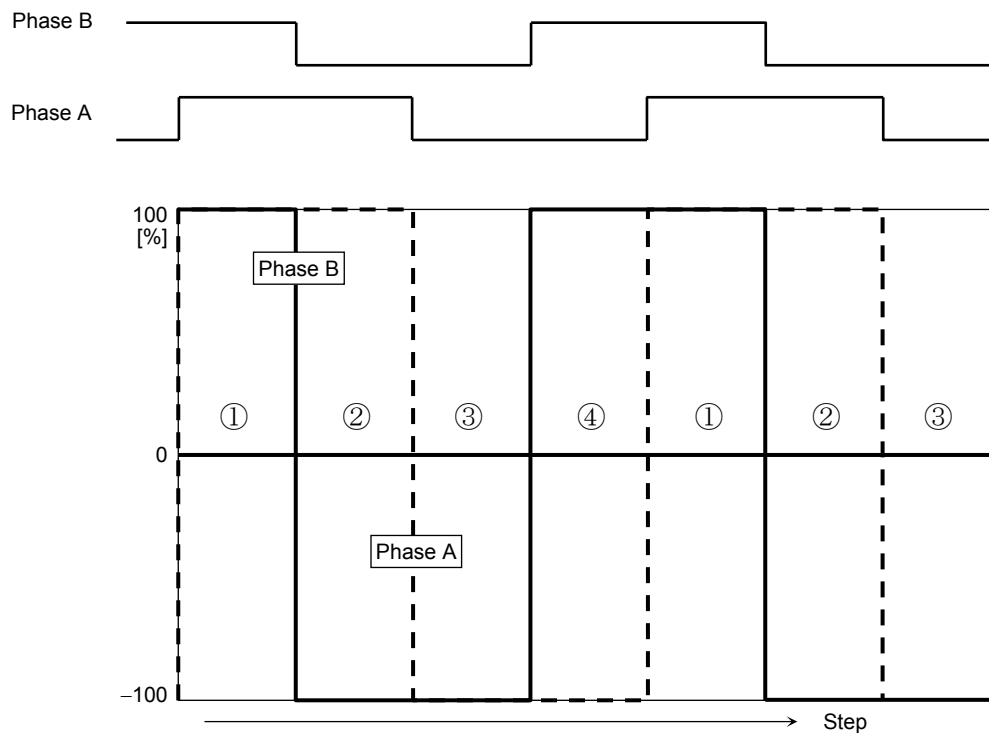 Phase B
Phase A
100
[%]
Phase B
① ② ③ ④ ① ② ③
0
Phase A
−100
Step